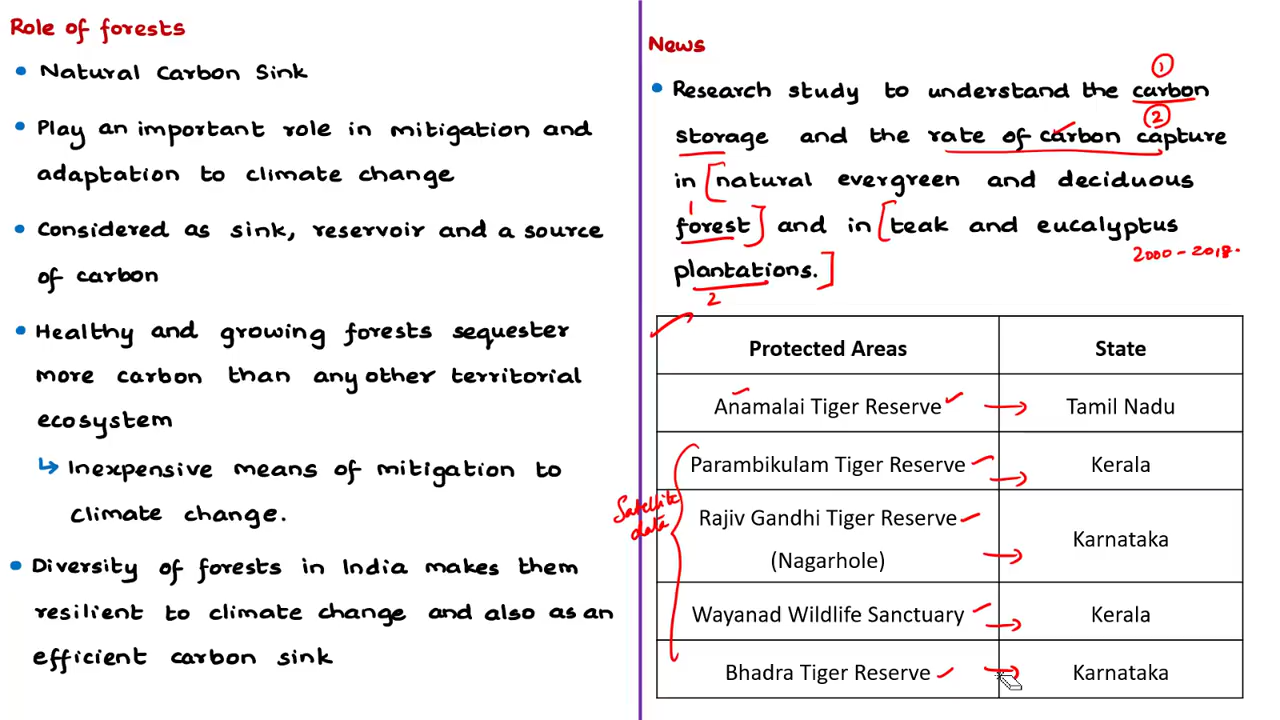 Role of forests
Natural Carbon Sink
Play an important role in mitigation and
adaptation to climate change
Considered as sink, reservoir and a source
of carbon
Healthy and growing forests sequester
more carbon than any other territorial
ecosystem
↳ Inexpensive means of mitigation to
climate change.
Diversity of forests in India makes them
resilient to climate change and also as an
efficient carbon sink
News
1
Research study to understand the carbon
2
storage and the rate of carbon capture
in [natural evergreen and deciduous
1
forest] and in [teak and eucalyptus
2000-2018.
plantations.]
2
Protected Areas State
Anamalai Tiger Reserve → Tamil Nadu
Parambikulam Tiger Reserve → Kerala
Satellite
data
Rajiv Gandhi Tiger Reserve
(Nagarhole) → Karnataka
Wayanad Wildlife Sanctuary → Kerala
Bhadra Tiger Reserve → Karnataka